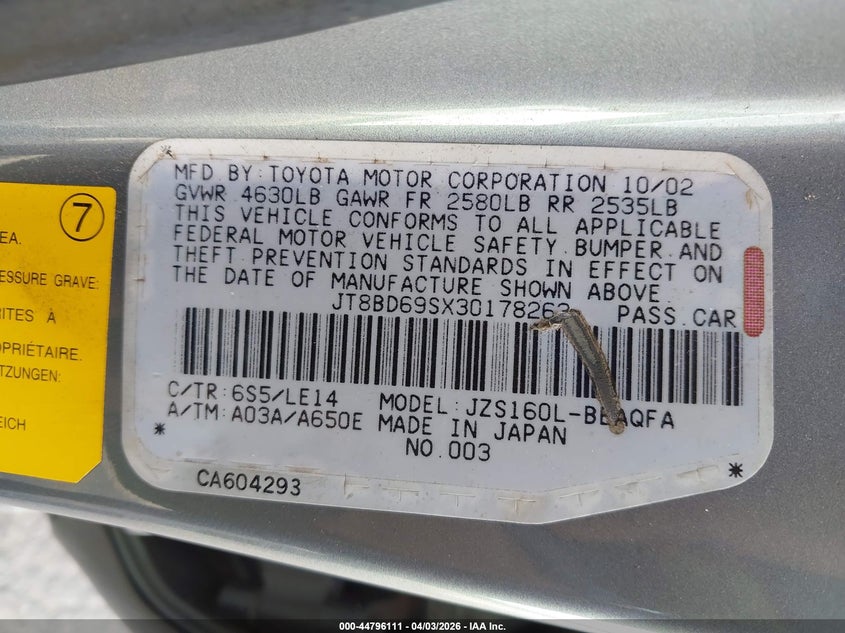 7
EA.
ESSURE GRAVE:
RITES À
OPRIÉTAIRE.
TZUNGEN:
EICH
MFD BY: TOYOTA MOTOR CORPORATION 10/02
GVWR 4630LB GAWR FR 2580LB RR 2535LB
THIS VEHICLE CONFORMS TO ALL APPLICABLE
FEDERAL MOTOR VEHICLE SAFETY, BUMPER, AND
THEFT PREVENTION STANDARDS IN EFFECT ON
THE DATE OF MANUFACTURE SHOWN ABOVE.
JT8BD69SX30178263 PASS. CAR
C/TR: 6S5/LE14 MODEL: JZS160L-BEAQFA
A/TM: A03A/A650E MADE IN JAPAN
* NO. 003 *
CA604293
000-44796111 - 04/03/2026 - IAA Inc.